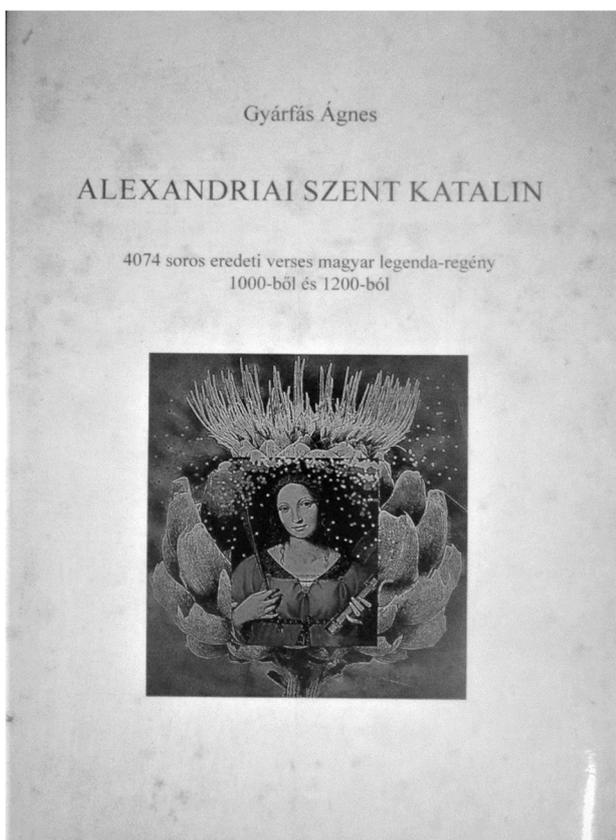 Gyárfás Ágnes
ALEXANDRIAI SZENT KATALIN
4074 soros eredeti verses magyar legenda-regény
1000-ből és 1200-ból